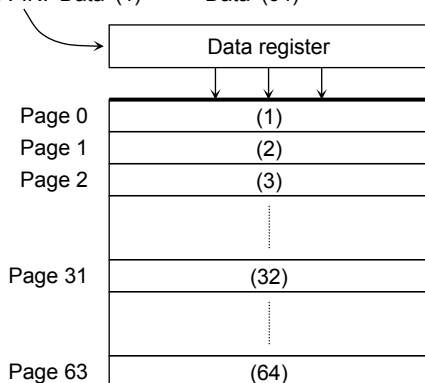 Data (1) Data (64)
Data register
Page 0 (1)
Page 1 (2)
Page 2 (3)
Page 31 (32)
Page 63 (64)